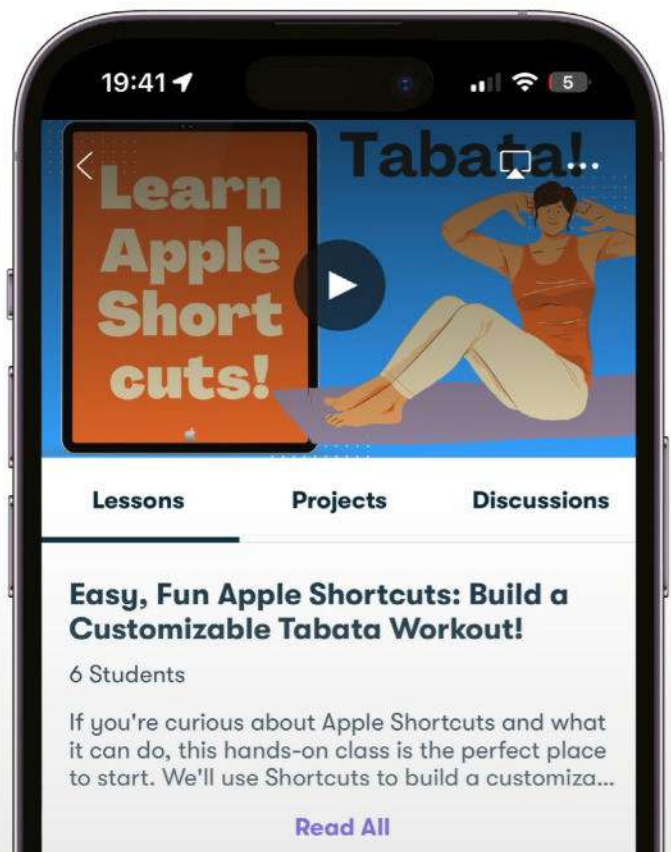 19:41
5
Tabata!
Learn
Apple
Short
cuts!
Lessons Projects Discussions
Easy, Fun Apple Shortcuts: Build a
Customizable Tabata Workout!
6 Students
If you're curious about Apple Shortcuts and what
it can do, this hands-on class is the perfect place
to start. We'll use Shortcuts to build a customiza...
Read All